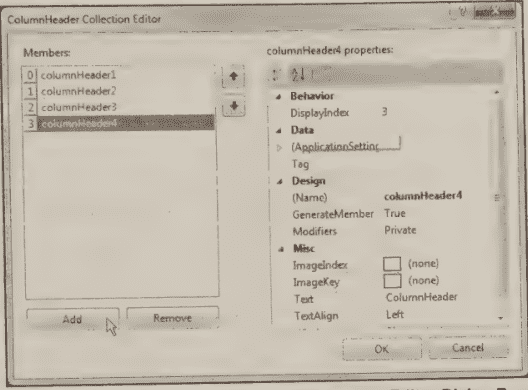 ColumnHeader Collection Editor
Members:
0 columnHeader1
1 columnHeader2
2 columnHeader3
3 columnHeader4
Add
Remove
columnHeader4 properties:
Behavior
DisplayIndex 3
Data
(ApplicationSetting
Tag
Design
(Name) columnHeader4
GenerateMember True
Modifiers Private
Misc
ImageIndex (none)
ImageKey (none)
Text ColumnHeader
TextAlign Left
OK
Cancel